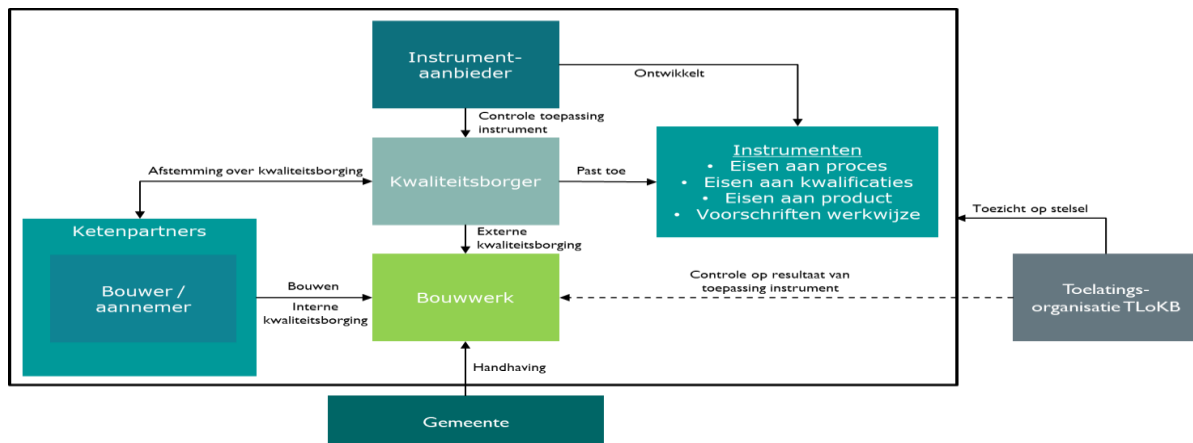 Instrument-
aanbieder
Ontwikkelt
Controle toepassing
instrument
Instrumenten
• Eisen aan proces
• Eisen aan kwalificaties
• Eisen aan product
• Voorschriften werkwijze
Afstemming over kwaliteitsborging
Kwaliteitsborger
Past toe
Toezicht op stelsel
Ketenpartners
Externe
kwaliteitsborging
Bouwer /
aannemer
Bouwen
Interne
kwaliteitsborging
Bouwwerk
Controle op resultaat van
toepassing instrument
Toelatings-
organisatie TLoKB
Handhaving
Gemeente